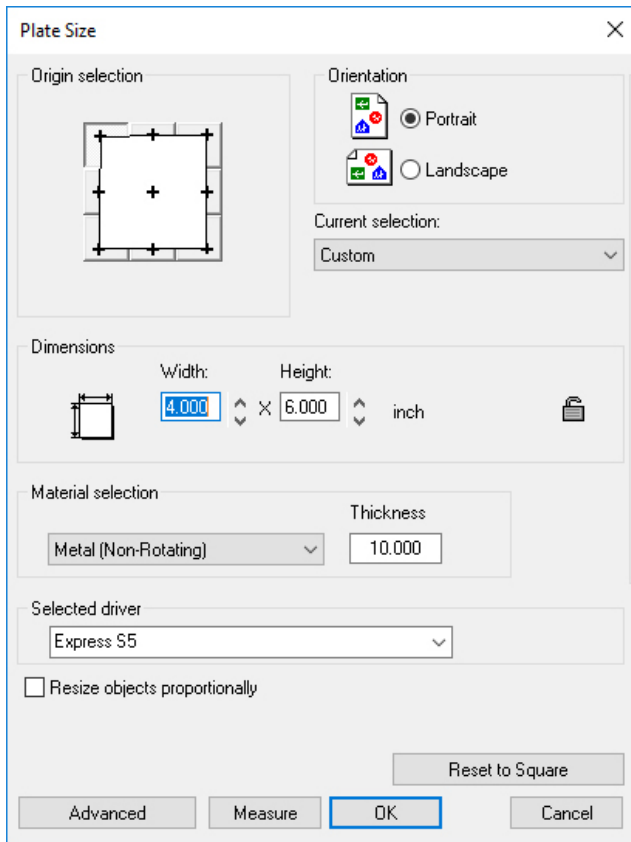 Plate Size
Origin selection
Orientation
Portrait
Landscape
Current selection:
Custom
Dimensions
Width:
Height:
4.000 X 6.000 inch
Material selection
Thickness
Metal (Non-Rotating)
10.000
Selected driver
Express S5
Resize objects proportionally
Reset to Square
Advanced
Measure
OK
Cancel